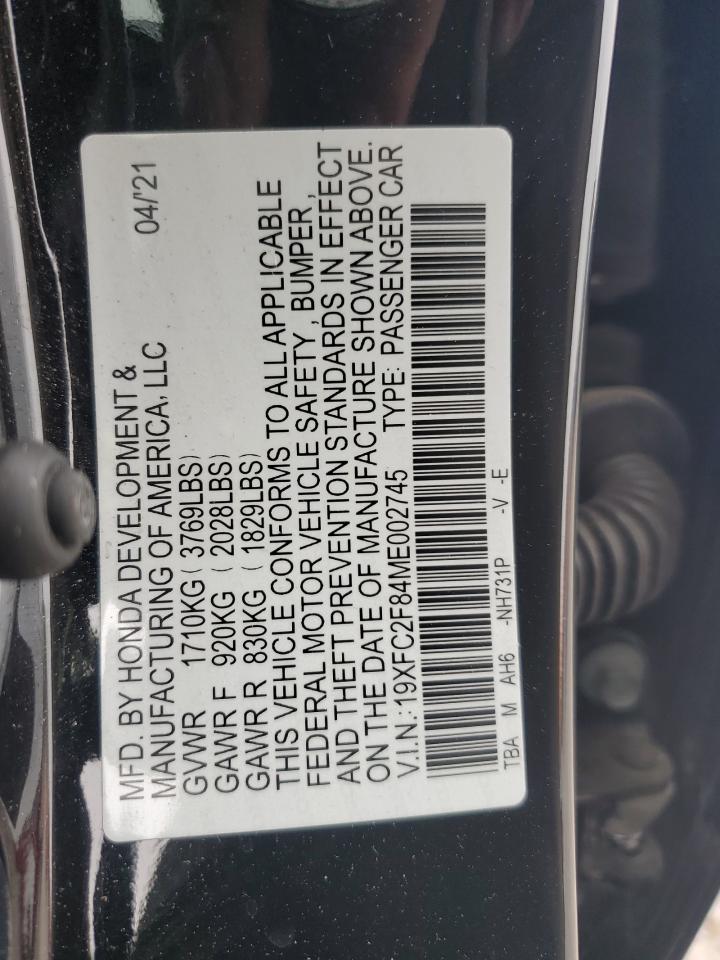 MFD. BY HONDA DEVELOPMENT & 04/'21
MANUFACTURING OF AMERICA, LLC
GVWR 1710KG (3769LBS)
GAWR F 920KG (2028LBS)
GAWR R 830KG (1829LBS)
THIS VEHICLE CONFORMS TO ALL APPLICABLE
FEDERAL MOTOR VEHICLE SAFETY, BUMPER,
AND THEFT PREVENTION STANDARDS IN EFFECT
ON THE DATE OF MANUFACTURE SHOWN ABOVE.
V.I.N.:19XFC2F84ME002745 TYPE: PASSENGER CAR
TBA M AH6 -NH731P -V -E